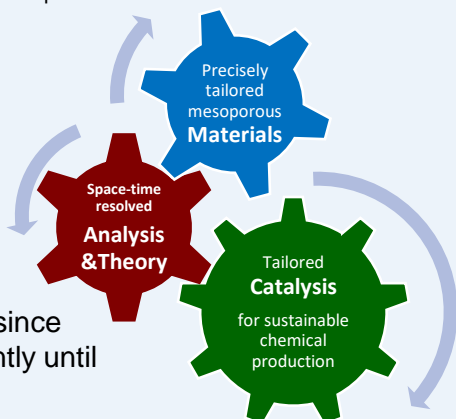 Precisely
tailored
mesoporous
Materials
Space-time
resolved
Analysis
&Theory
Tailored
Catalysis
for sustainable
chemical
production
since
ntly until